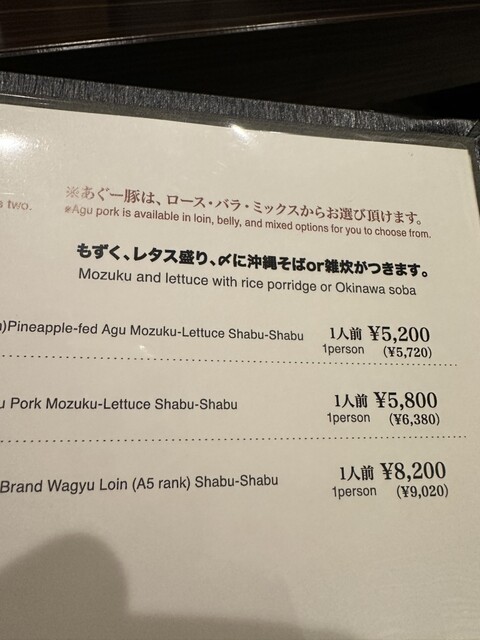 ※あぐー豚は、ロース・バラ・ミックスからお選び頂けます。
two. ※Agu pork is available in loin, belly, and mixed options for you to choose from.
もずく、レタス盛り、〆に沖縄そばor雑炊がつきます。
Mozuku and lettuce with rice porridge or Okinawa soba
)Pineapple-fed Agu Mozuku-Lettuce Shabu-Shabu 1人前 ¥5,200
1person (¥5,720)
u Pork Mozuku-Lettuce Shabu-Shabu 1人前 ¥5,800
1person (¥6,380)
Brand Wagyu Loin (A5 rank) Shabu-Shabu 1人前 ¥8,200
1person (¥9,020)